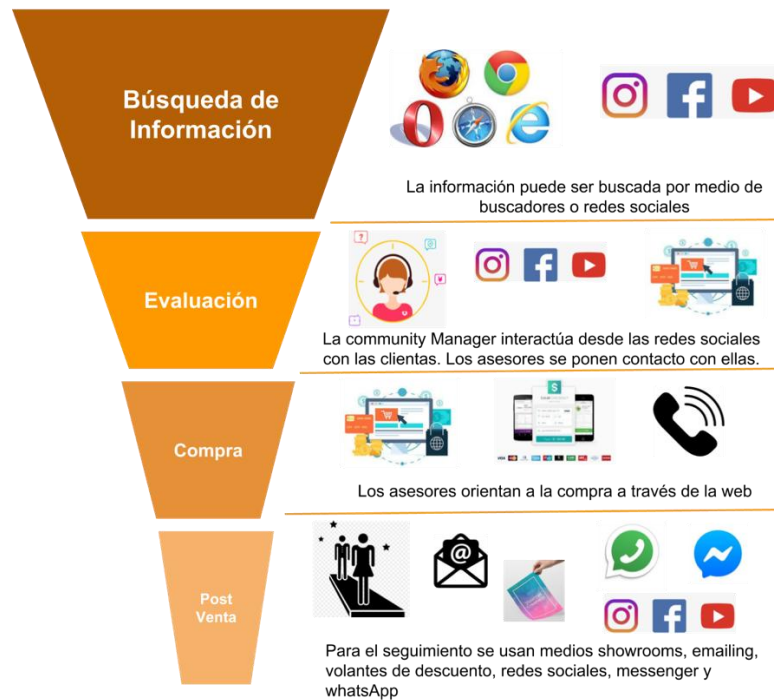 Búsqueda de
Información
La información puede ser buscada por medio de
buscadores o redes sociales
Evaluación
La community Manager interactúa desde las redes sociales
con las clientas. Los asesores se ponen contacto con ellas.
Compra
Los asesores orientan a la compra a través de la web
Post
Venta
Para el seguimiento se usan medios showrooms, emailing,
volantes de descuento, redes sociales, messenger y
whatsApp